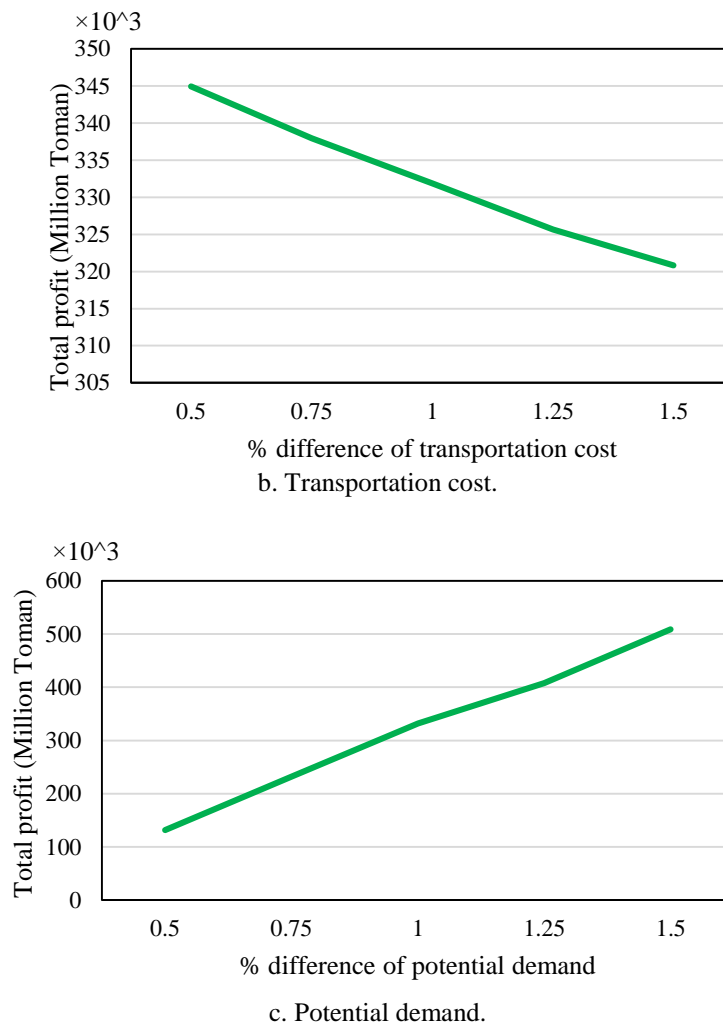 ×10^3
Total profit (Million Toman)
350
345
340
335
330
325
320
315
310
305
0.5 0.75 1 1.25 1.5
% difference of transportation cost
b. Transportation cost.
×10^3
Total profit (Million Toman)
600
500
400
300
200
100
0
0.5 0.75 1 1.25 1.5
% difference of potential demand
c. Potential demand.